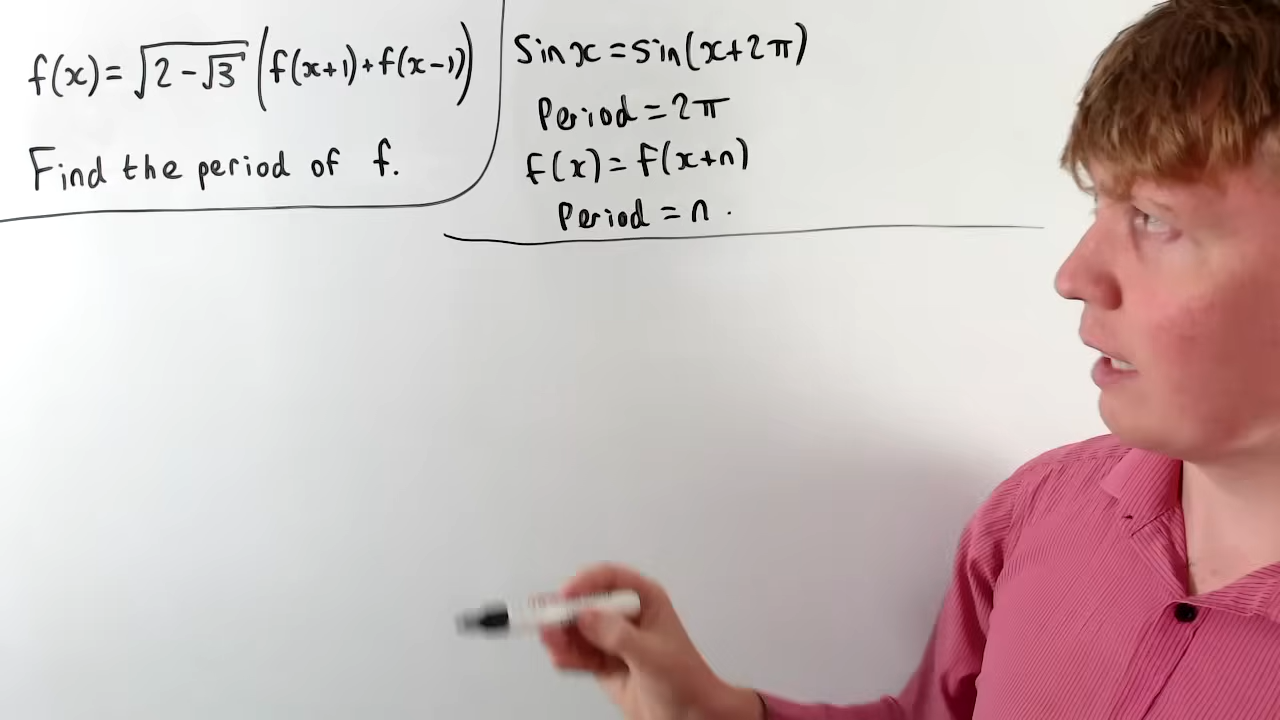 f(x) = √(2 - √3) (f(x+1) + f(x-1))
Find the period of f.
Sin x = sin(x+2π)
Period = 2π
f(x) = f(x+n)
Period = n .